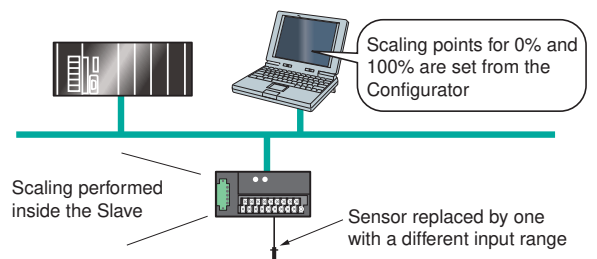 Scaling points for 0% and
100% are set from the
Configurator
Scaling performed
inside the Slave
Sensor replaced by one
with a different input range